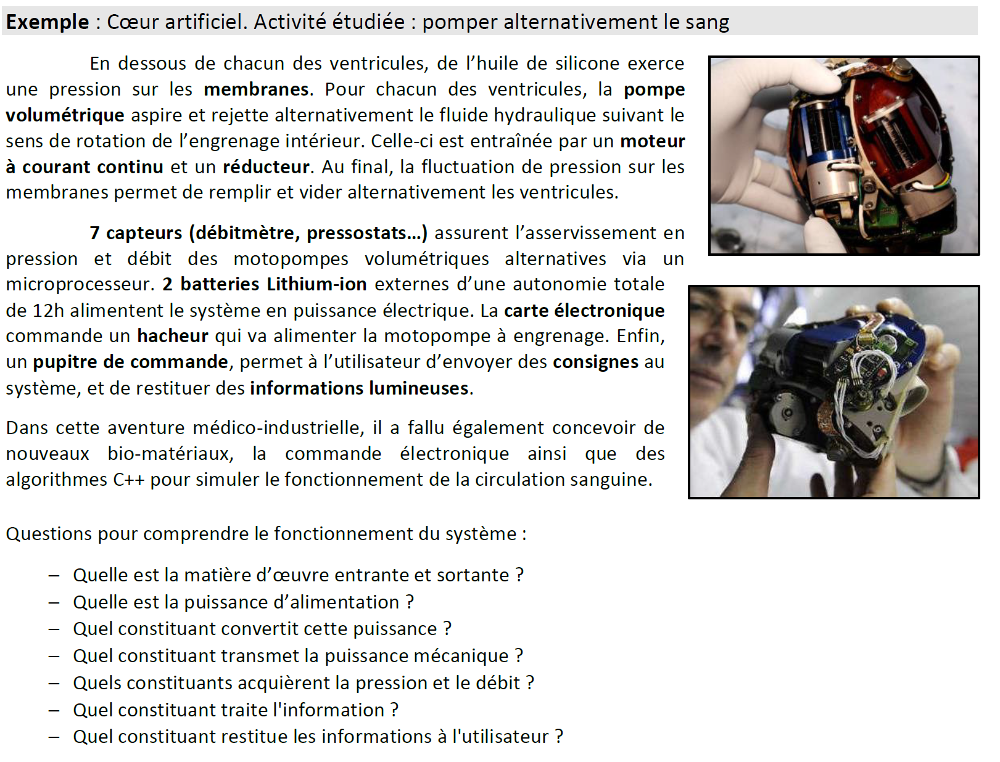 Exemple : Cœur artificiel. Activité étudiée : pomper alternativement le sang
En dessous de chacun des ventricules, de l’huile de silicone exerce
une pression sur les membranes. Pour chacun des ventricules, la pompe
volumétrique aspire et rejette alternativement le fluide hydraulique suivant le
sens de rotation de l’engrenage intérieur. Celle-ci est entraînée par un moteur
à courant continu et un réducteur. Au final, la fluctuation de pression sur les
membranes permet de remplir et vider alternativement les ventricules.
7 capteurs (débitmètre, pressostats…) assurent l’asservissement en
pression et débit des motopompes volumétriques alternatives via un
microprocesseur. 2 batteries Lithium-ion externes d’une autonomie totale
de 12h alimentent le système en puissance électrique. La carte électronique
commande un hacheur qui va alimenter la motopompe à engrenage. Enfin,
un pupitre de commande, permet à l’utilisateur d’envoyer des consignes au
système, et de restituer des informations lumineuses.
Dans cette aventure médico-industrielle, il a fallu également concevoir de
nouveaux bio-matériaux, la commande électronique ainsi que des
algorithmes C++ pour simuler le fonctionnement de la circulation sanguine.
Questions pour comprendre le fonctionnement du système :
– Quelle est la matière d’œuvre entrante et sortante ?
– Quelle est la puissance d’alimentation ?
– Quel constituant convertit cette puissance ?
– Quel constituant transmet la puissance mécanique ?
– Quels constituants acquièrent la pression et le débit ?
– Quel constituant traite l'information ?
– Quel constituant restitue les informations à l'utilisateur ?